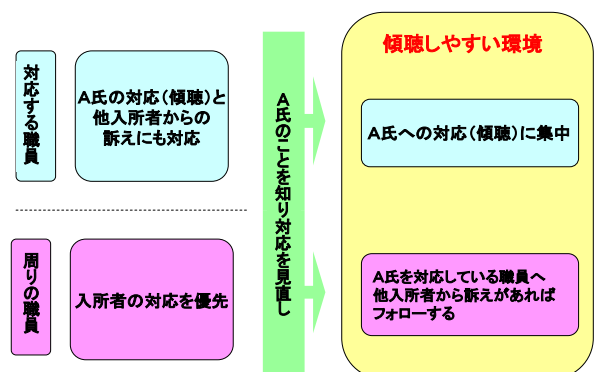 傾聴しやすい環境
対応する職員
A氏の対応(傾聴)と
他入所者からの
訴えにも対応
A氏のことを知り対応を見直し
A氏への対応(傾聴)に集中
周りの職員
入所者の対応を優先
A氏を対応している職員へ
他入所者から訴えがあれば
フォローする